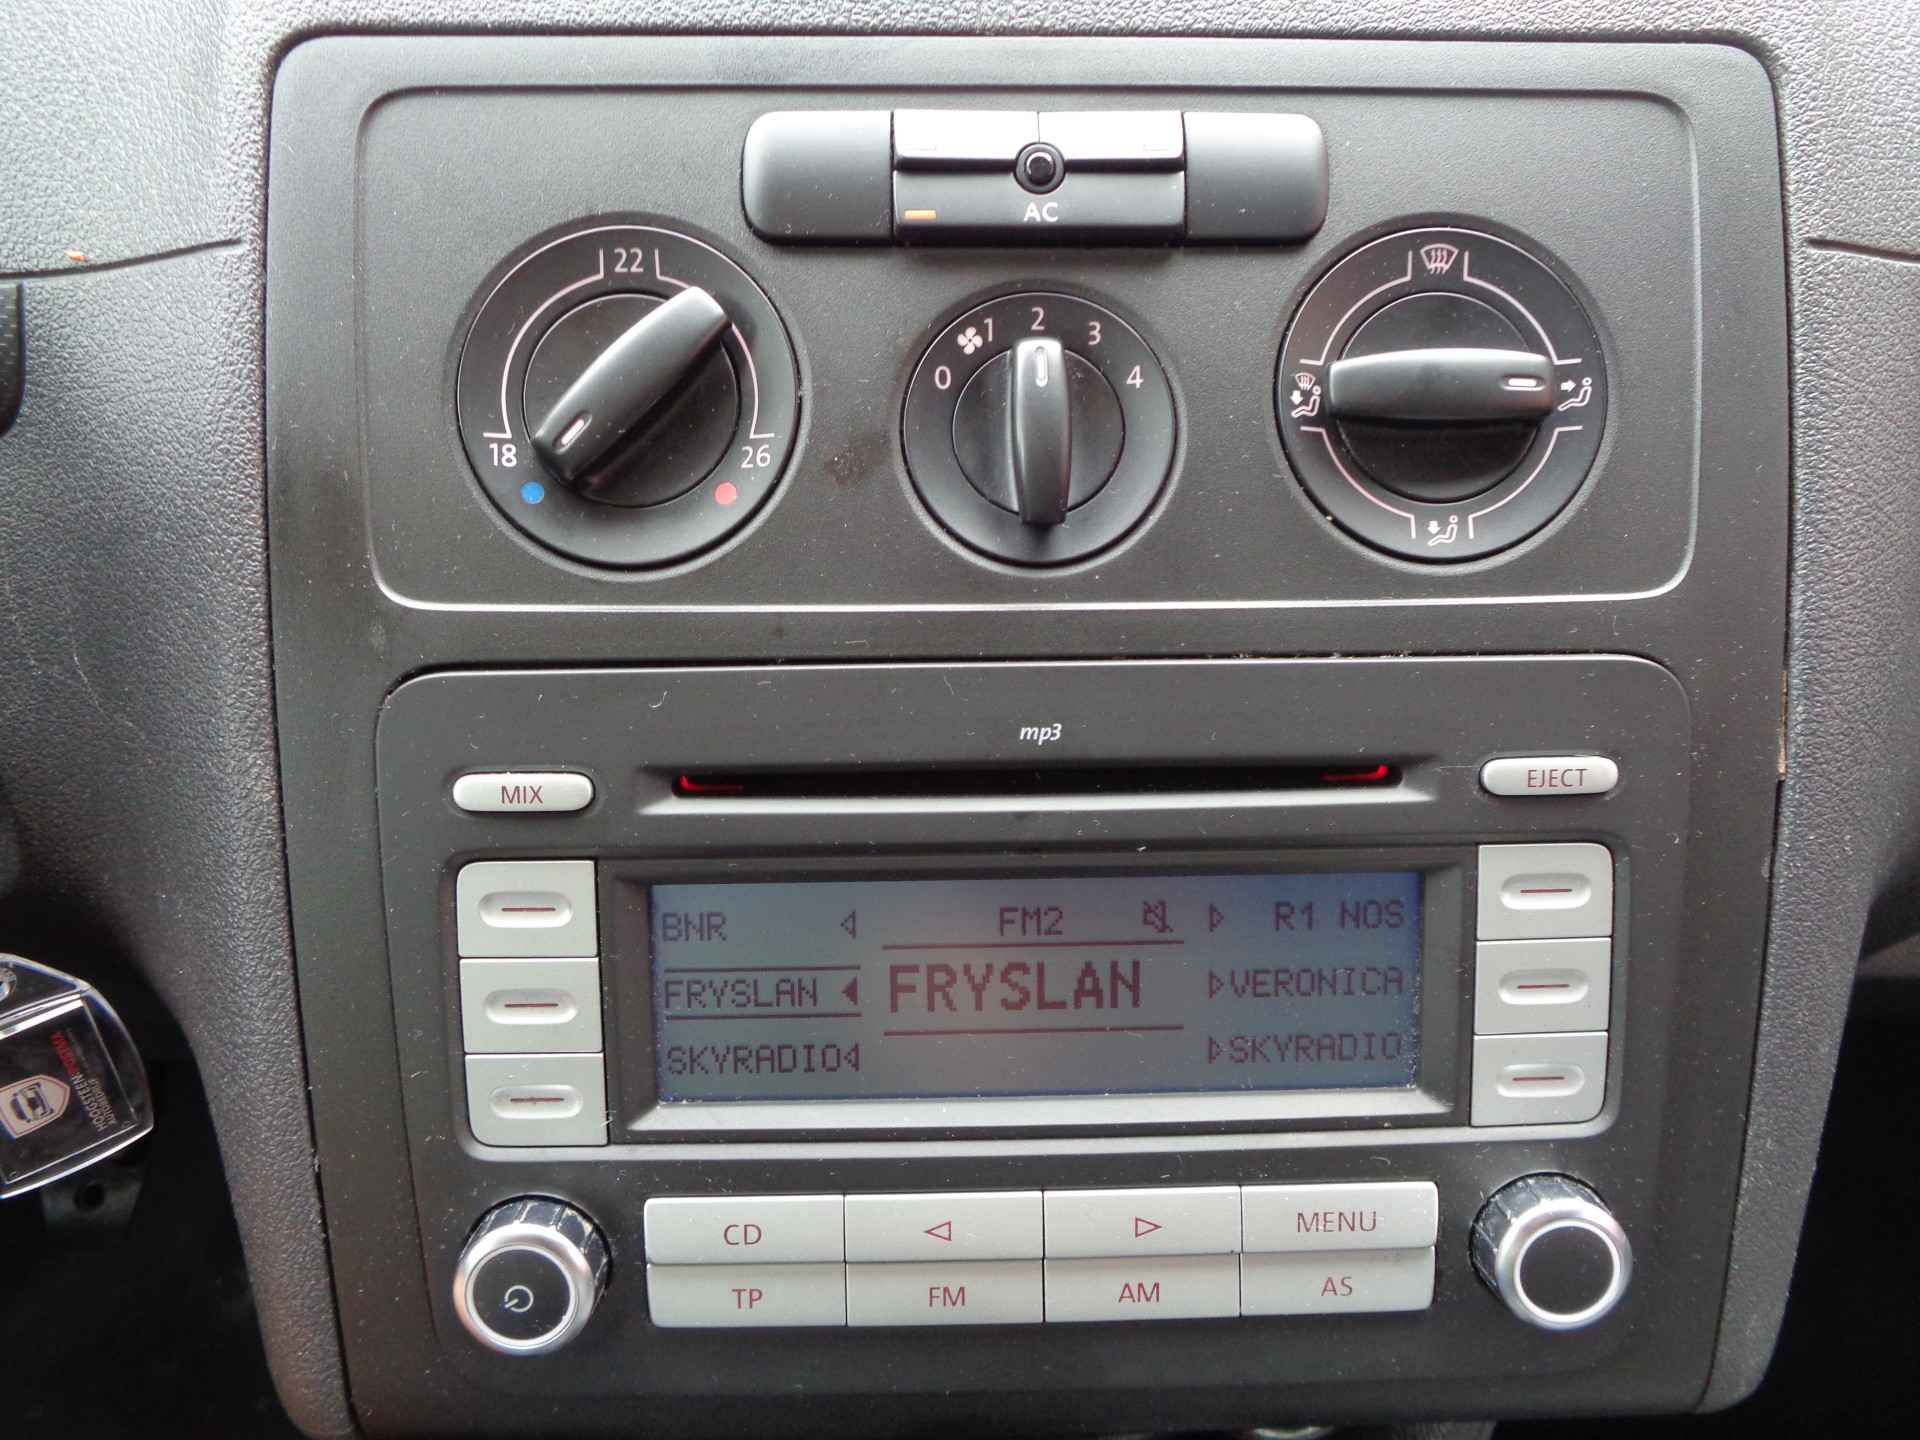 AC
22
18
26
0
1
2
3
4
mp3
MIX
EJECT
BNR
FM2
R1 NOS
FRYSLAN
FRYSLAN
VERONICA
SKYRADIO
SKYRADIO
CD
MENU
TP
FM
AM
AS
HOOGSTEEN